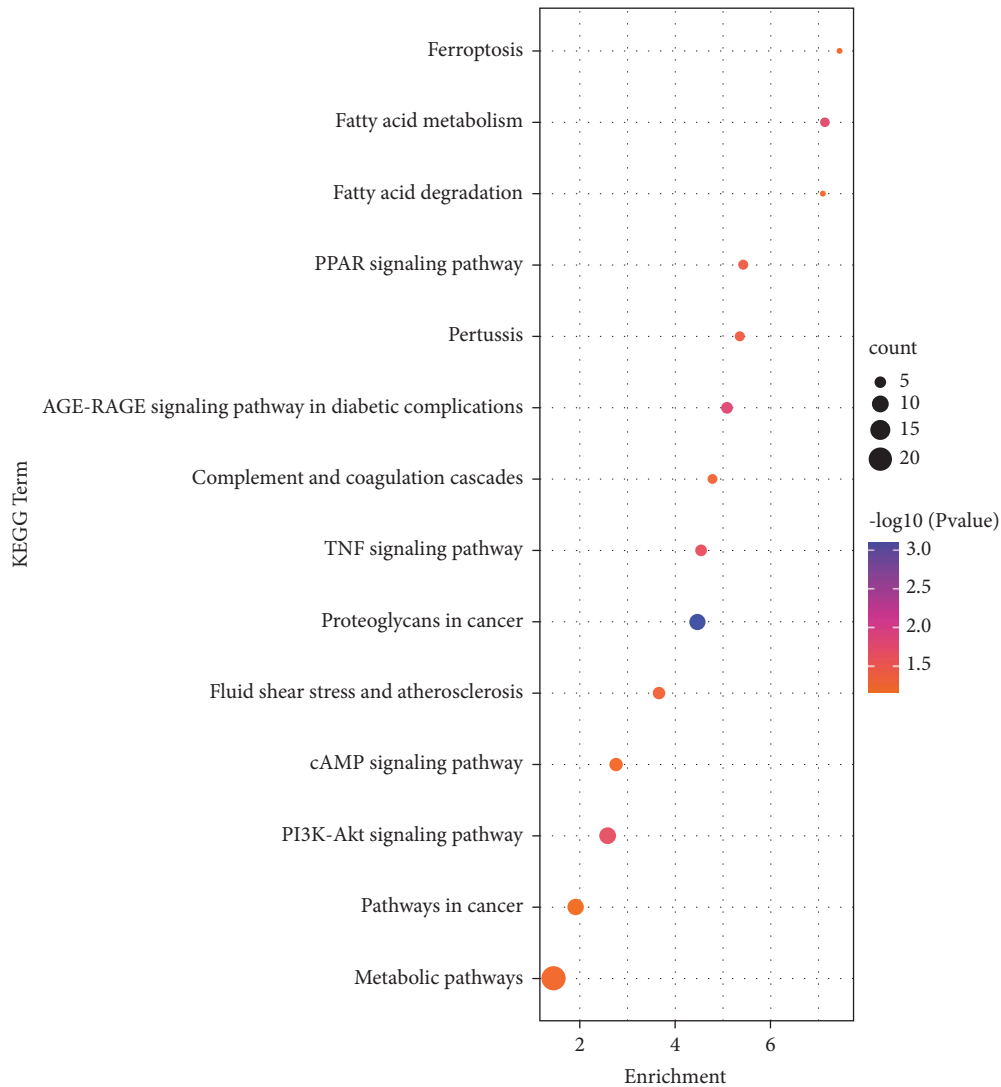 Ferroptosis
Fatty acid metabolism
Fatty acid degradation
PPAR signaling pathway
Pertussis
AGE-RAGE signaling pathway in diabetic complications
Complement and coagulation cascades
TNF signaling pathway
Proteoglycans in cancer
Fluid shear stress and atherosclerosis
cAMP signaling pathway
PI3K-Akt signaling pathway
Pathways in cancer
Metabolic pathways
KEGG Term
2 4 6
Enrichment
count
5
10
15
20
-log10 (Pvalue)
3.0
2.5
2.0
1.5